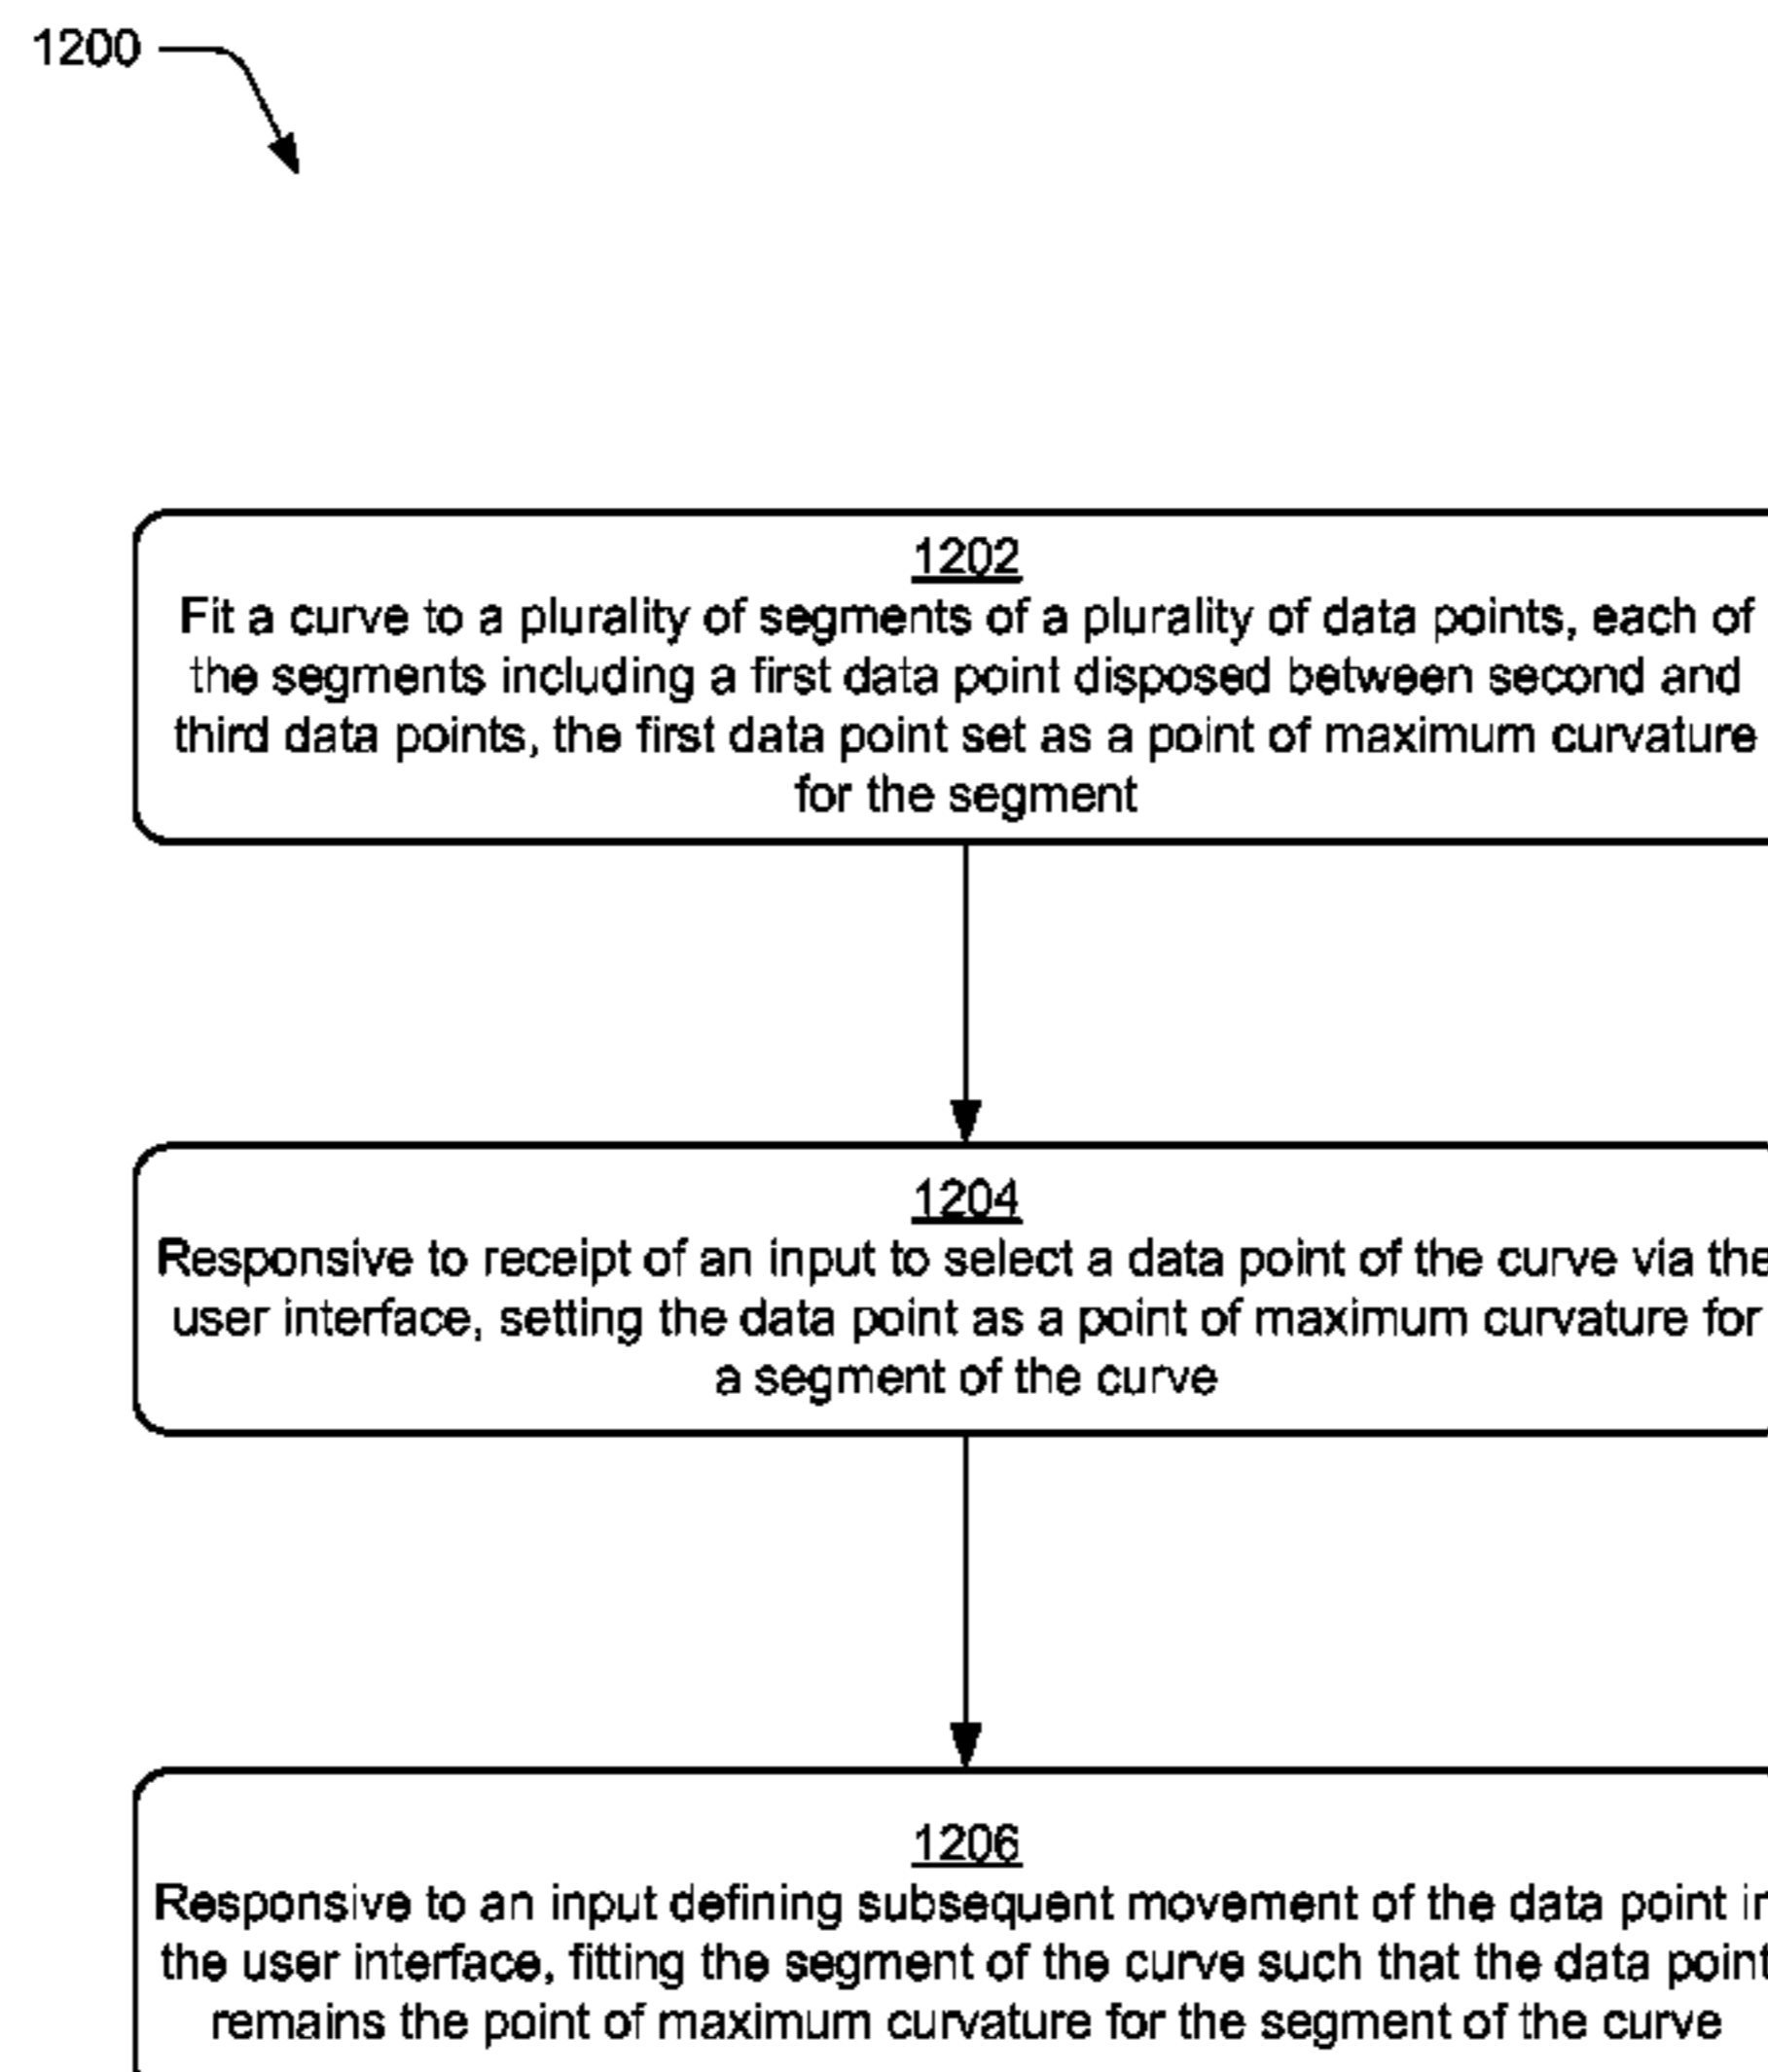 1200
1202
Fit a curve to a plurality of segments of a plurality of data points, each of
the segments including a first data point disposed between second and
third data points, the first data point set as a point of maximum curvature
for the segment
1204
Responsive to receipt of an input to select a data point of the curve via the
user interface, setting the data point as a point of maximum curvature for
a segment of the curve
1206
Responsive to an input defining subsequent movement of the data point in
the user interface, fitting the segment of the curve such that the data point
remains the point of maximum curvature for the segment of the curve